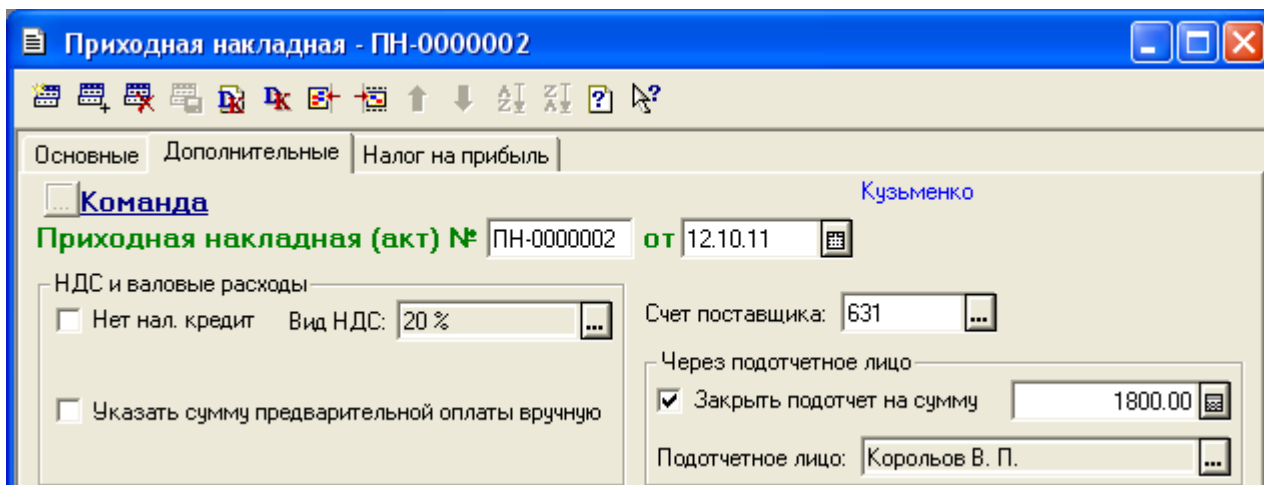 Приходная накладная - ПН-0000002
Основные Дополнительные Налог на прибыль
... Команда Кузьменко
Приходная накладная (акт) № ПН-0000002 от 12.10.11
НДС и валовые расходы
Нет нал. кредит Вид НДС: 20 % ...
Счет поставщика: 631 ...
Через подотчетное лицо
Указать сумму предварительной оплаты вручную
Закрыть подотчет на сумму 1800.00
Подотчетное лицо: Корольов В. П. ...